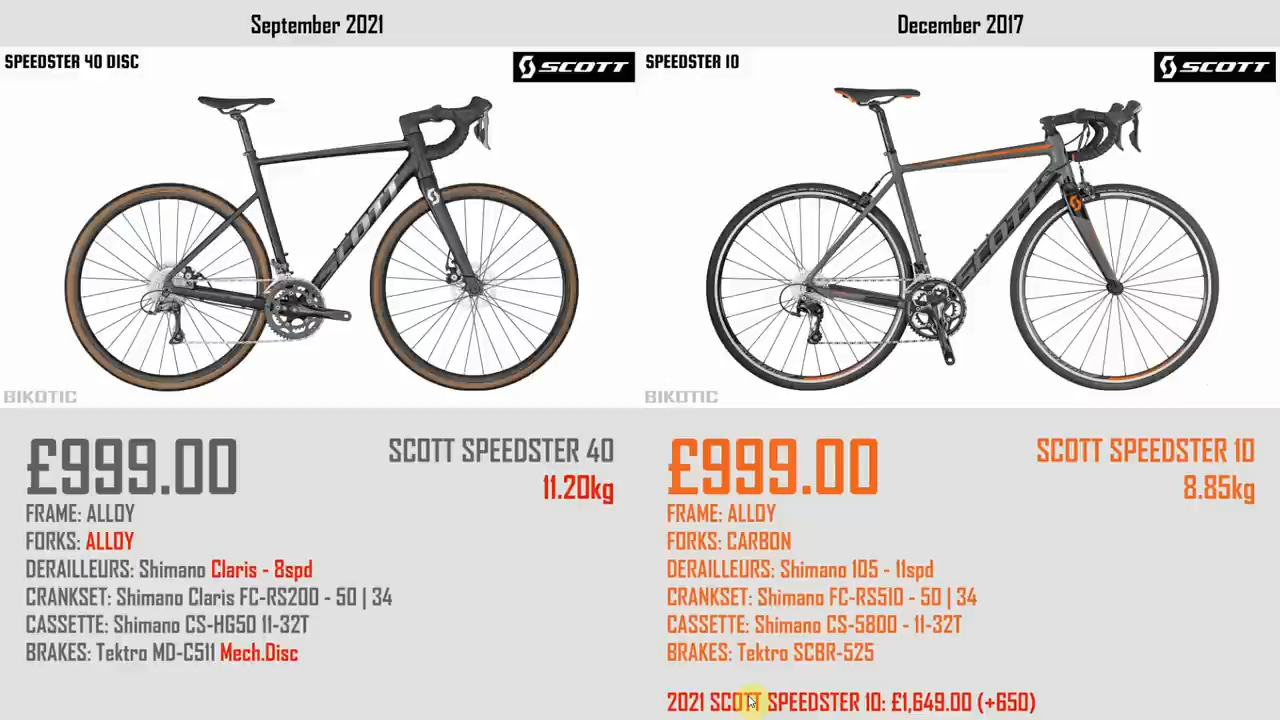 September 2021
SPEEDSTER 40 DISC
SCOTT
SCOTT
BIKOTIC
£999.00
SCOTT SPEEDSTER 40
11.20kg
FRAME: ALLOY
FORKS: ALLOY
DERAILLEURS: Shimano Claris - 8spd
CRANKSET: Shimano Claris FC-RS200 - 50 | 34
CASSETTE: Shimano CS-HG50 11-32T
BRAKES: Tektro MD-C511 Mech.Disc
December 2017
SPEEDSTER 10
SCOTT
SCOTT
BIKOTIC
£999.00
SCOTT SPEEDSTER 10
8.85kg
FRAME: ALLOY
FORKS: CARBON
DERAILLEURS: Shimano 105 - 11spd
CRANKSET: Shimano FC-RS510 - 50 | 34
CASSETTE: Shimano CS-5800 - 11-32T
BRAKES: Tektro SCBR-525
2021 SCOTT SPEEDSTER 10: £1,649.00 (+650)